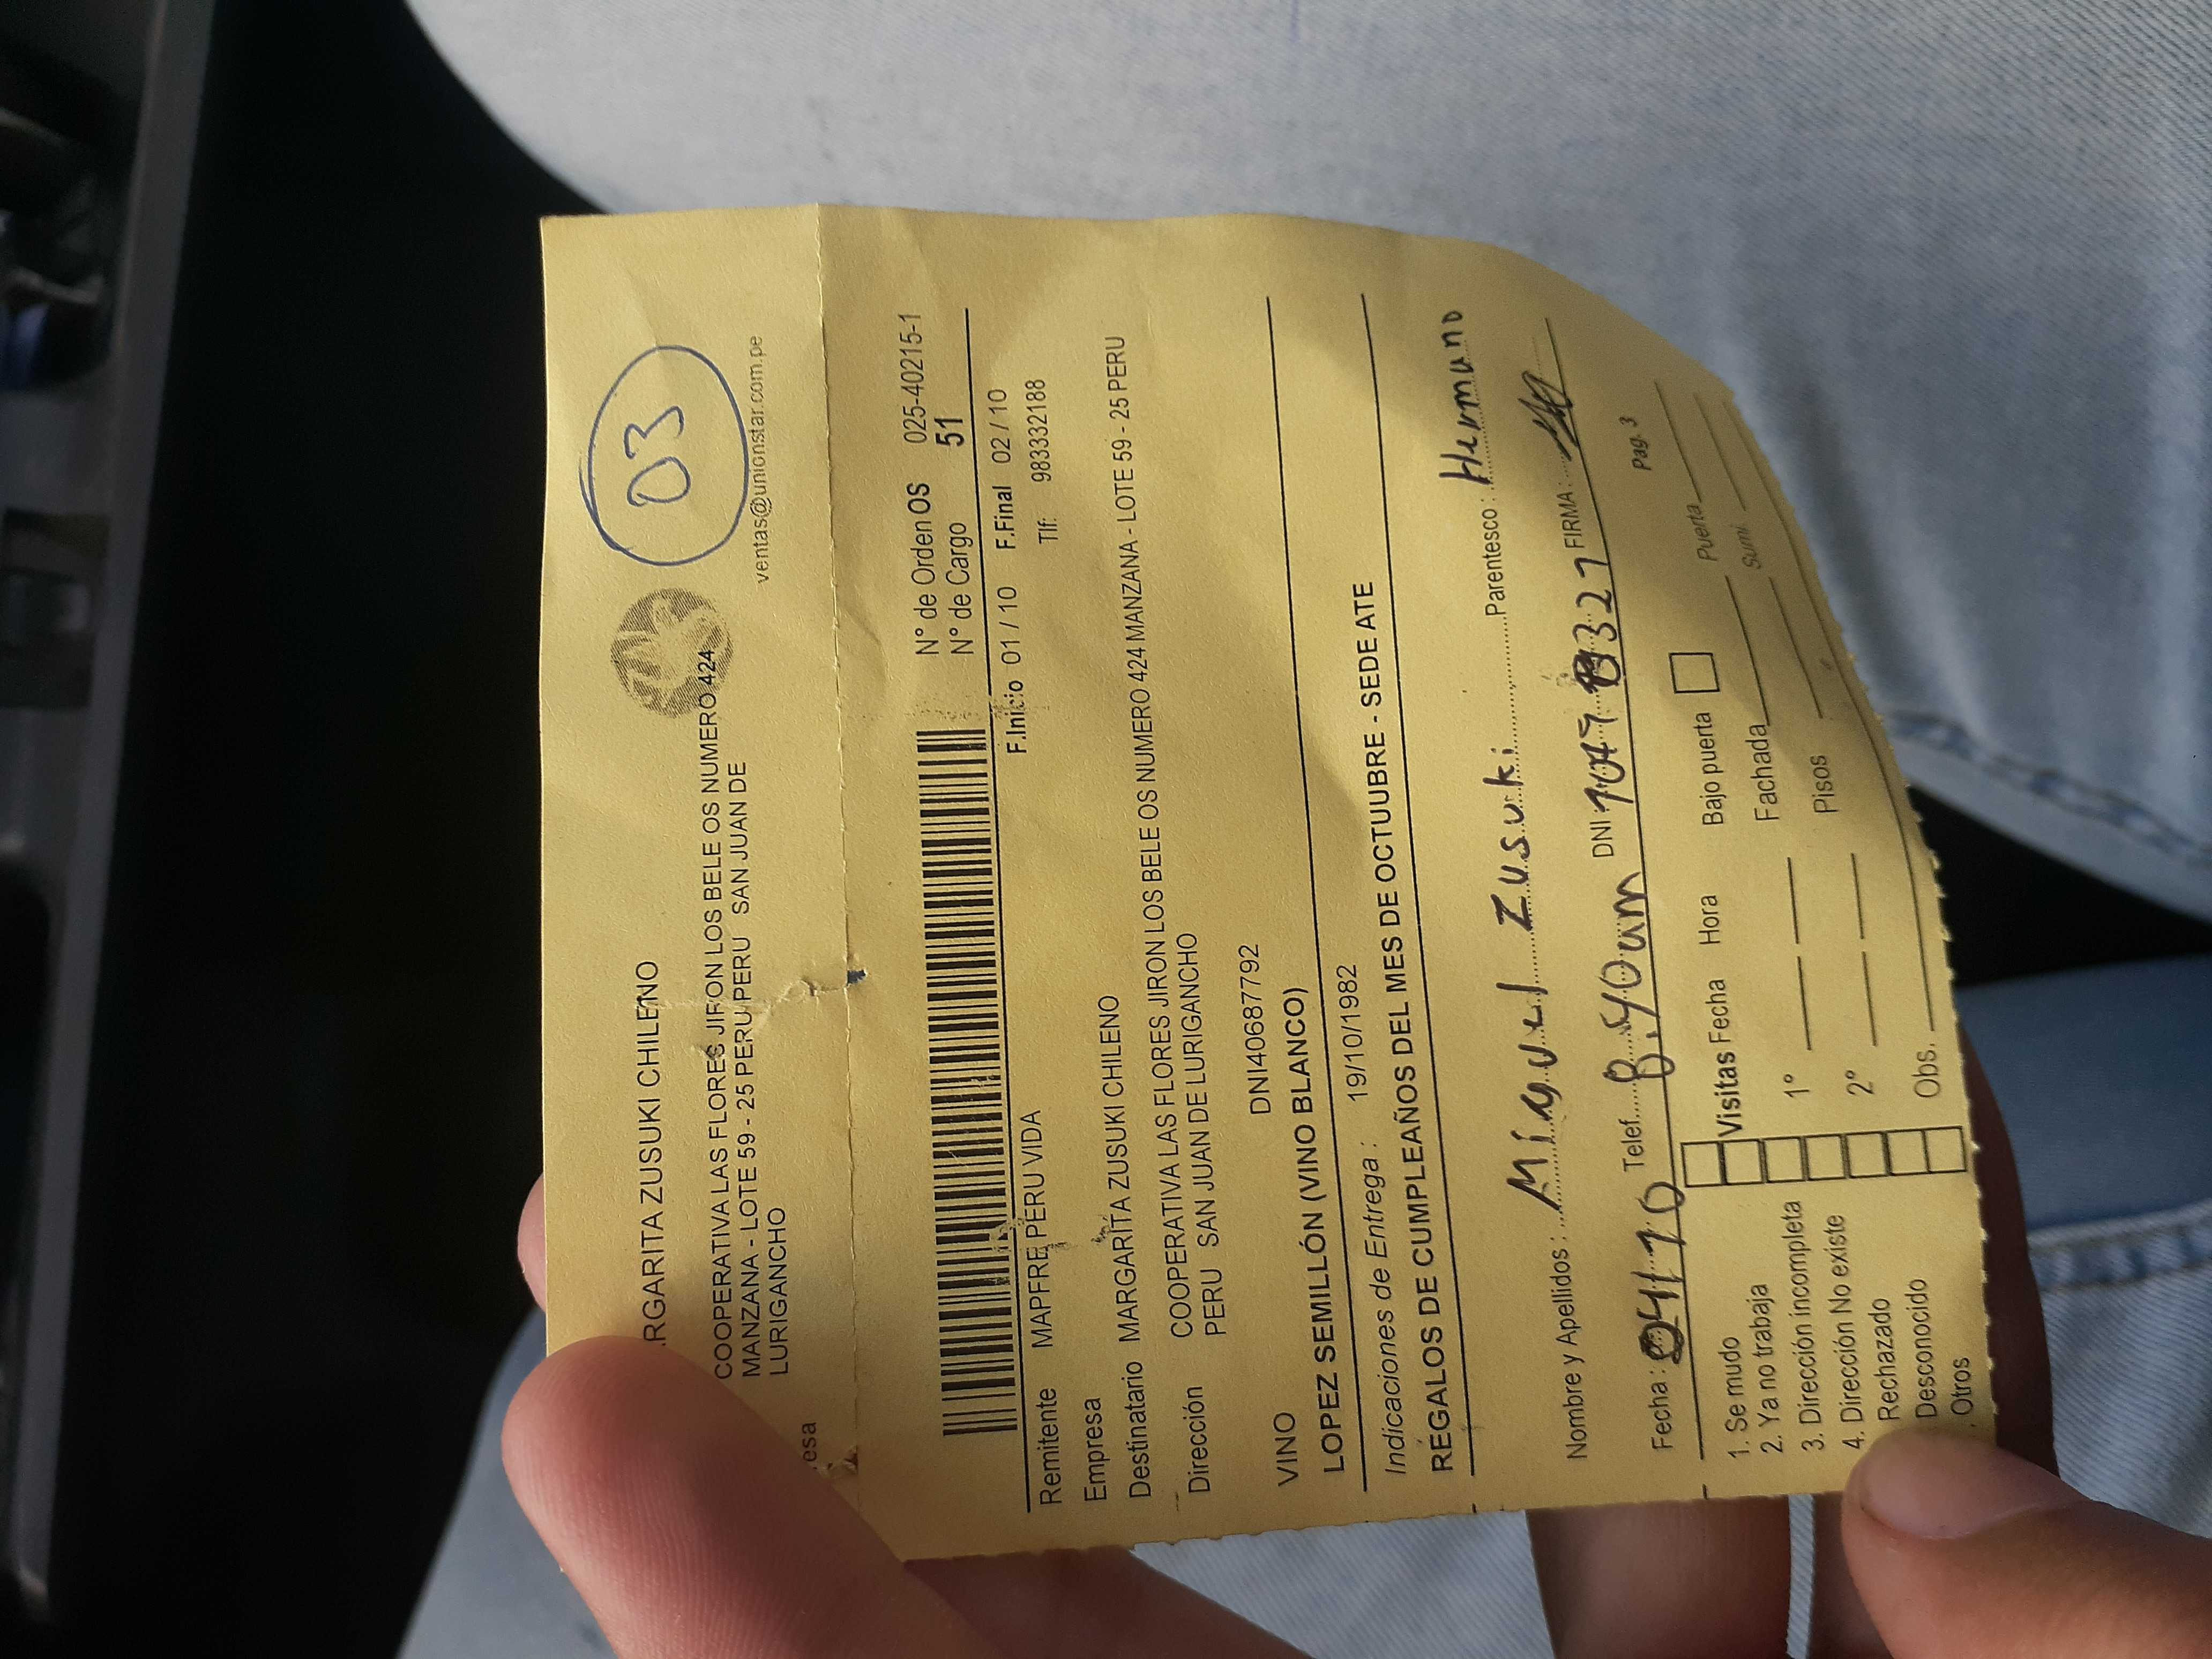 03
ventas@unionstar.com.pe
RGARITA ZUSUKI CHILENO
COOPERATIVA LAS FLORES JIRON LOS BELE OS NUMERO 424
MANZANA - LOTE 59 - 25 PERU PERU SAN JUAN DE
LURIGANCHO
esa
N° de Orden OS 025-40215-1
N° de Cargo 51
F.Inicio 01 / 10 F.Final 02 / 10
Remitente MAPFRE PERU VIDA Tlf: 983332188
Empresa
Destinatario MARGARITA ZUSUKI CHILENO
Dirección COOPERATIVA LAS FLORES JIRON LOS BELE OS NUMERO 424 MANZANA - LOTE 59 - 25 PERU
PERU SAN JUAN DE LURIGANCHO
DNI40687792
VINO
LOPEZ SEMILLÓN (VINO BLANCO)
Indicaciones de Entrega : 19/10/1982
REGALOS DE CUMPLEAÑOS DEL MES DE OCTUBRE - SEDE ATE
Nombre y Apellidos : Miguel Zusuki Parentesco : Hermano
Fecha : Telef. DNI : FIRMA :
Pag. 3
1. Se mudo
2. Ya no trabaja
3. Dirección incompleta
4. Dirección No existe
Rechazado
Desconocido
Otros
Visitas Fecha Hora Bajo puerta Puerta
1° Fachada Sumi.
2° Pisos
Obs.